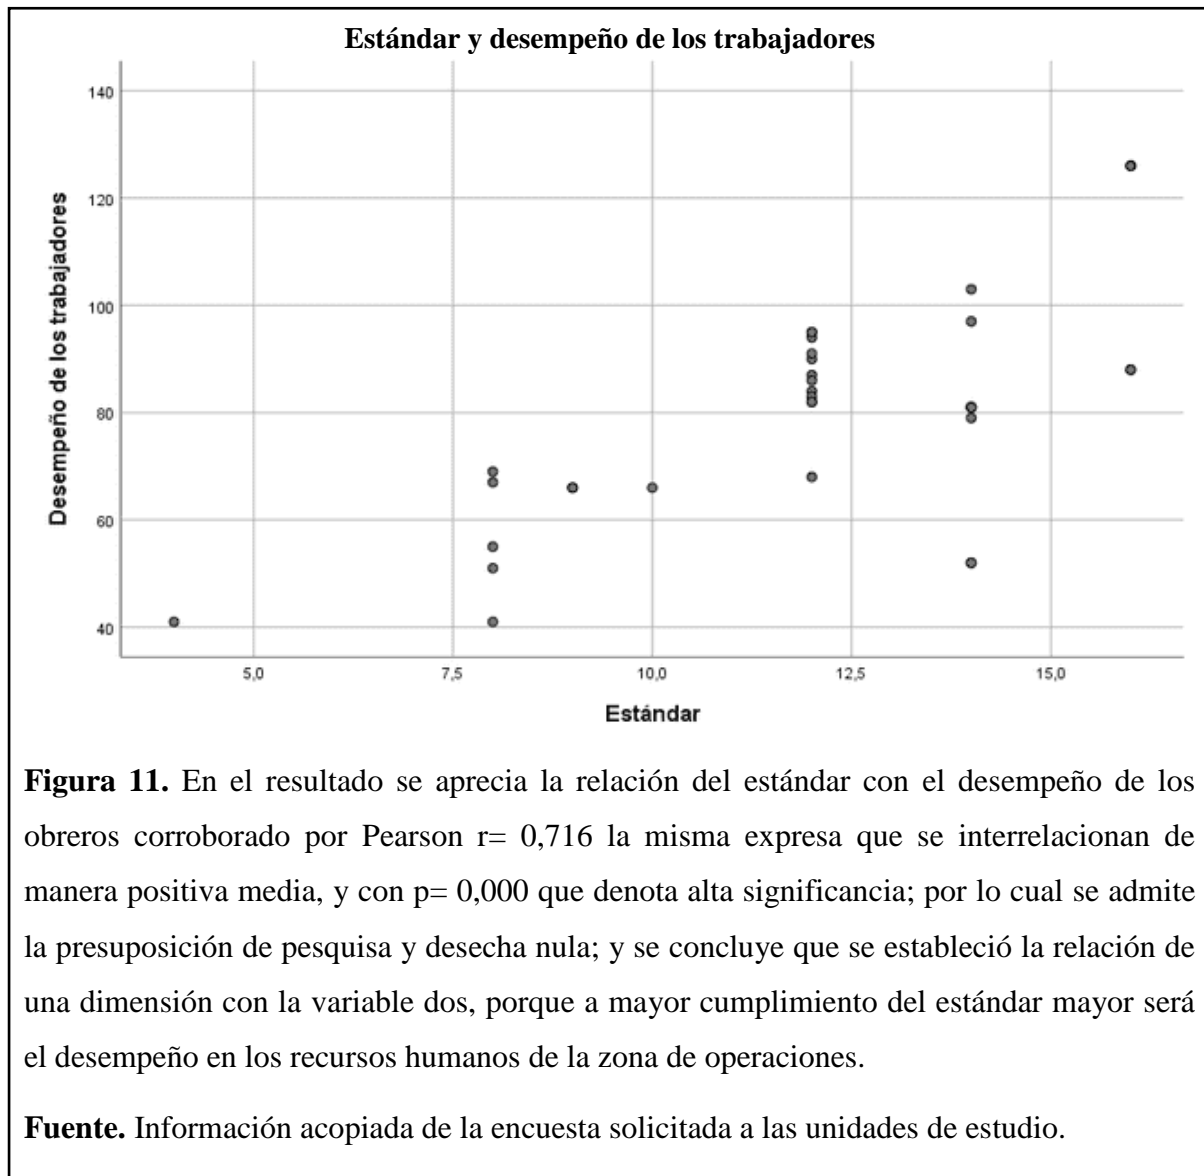 Estándar y desempeño de los trabajadores
140
120
100
80
60
40
Desempeño de los trabajadores
5,0 7,5 10,0 12,5 15,0
Estándar
Figura 11. En el resultado se aprecia la relación del estándar con el desempeño de los
obreros corroborado por Pearson r= 0,716 la misma expresa que se interrelacionan de
manera positiva media, y con p= 0,000 que denota alta significancia; por lo cual se admite
la presuposición de pesquisa y desecha nula; y se concluye que se estableció la relación de
una dimensión con la variable dos, porque a mayor cumplimiento del estándar mayor será
el desempeño en los recursos humanos de la zona de operaciones.
Fuente. Información acopiada de la encuesta solicitada a las unidades de estudio.